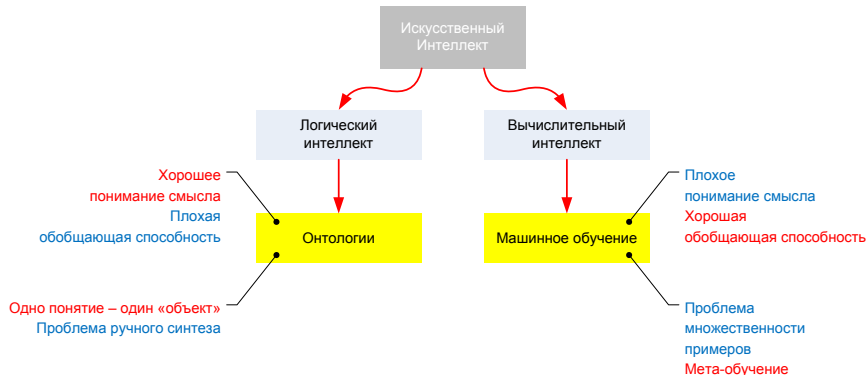 Искусственный
Интеллект
Логический
интеллект
Вычислительный
интеллект
Хорошее
понимание смысла
Плохая
обобщающая способность
Онтологии
Машинное обучение
Плохое
понимание смысла
Хорошая
обобщающая способность
Одно понятие – один «объект»
Проблема ручного синтеза
Проблема
множественности
примеров
Мета-обучение